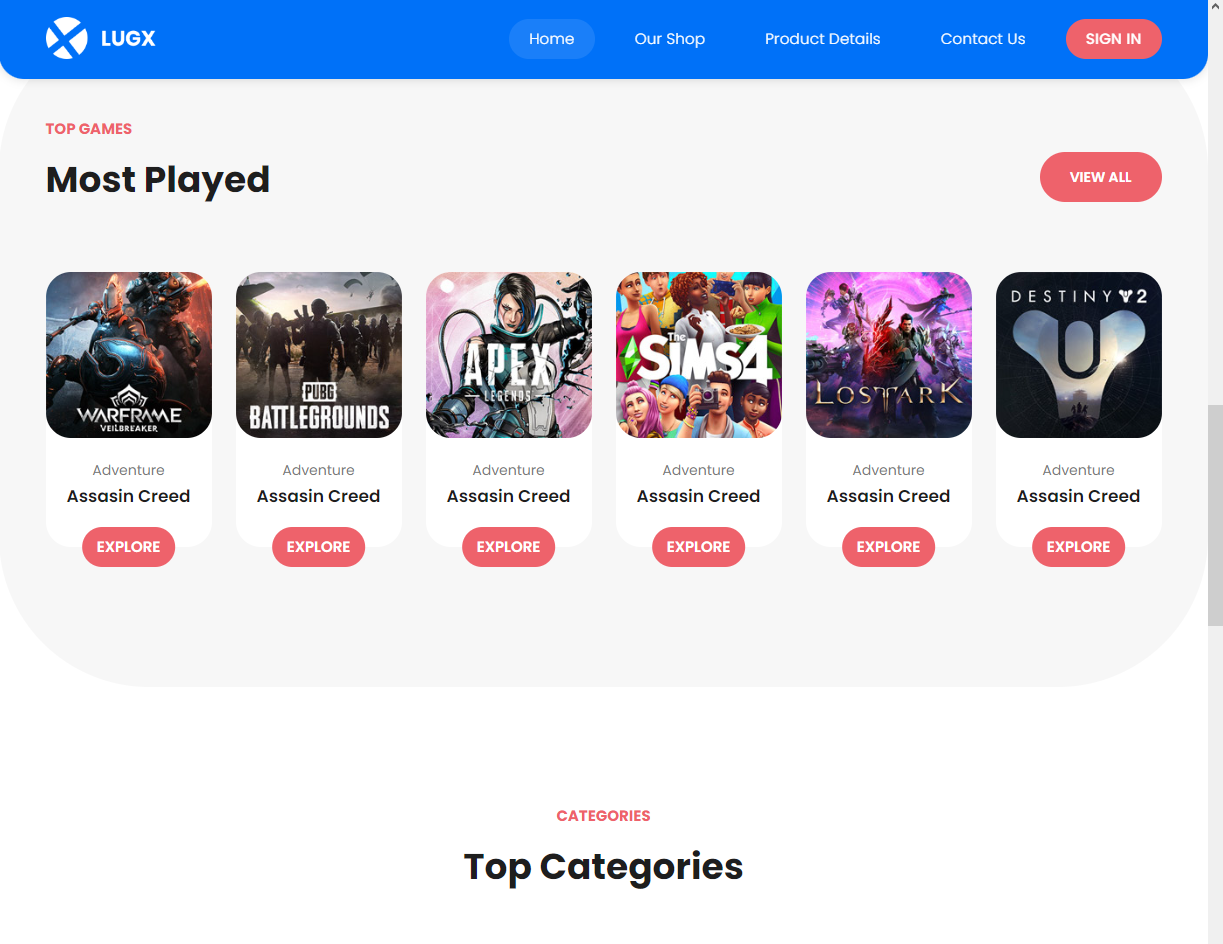 LUGX
Home
Our Shop
Product Details
Contact Us
SIGN IN
TOP GAMES
Most Played
VIEW ALL
WARFRAME
VEILBREAKER
PUBG
BATTLEGROUNDS
APEX
LEGENDS
The
SIMS4
LOST ARK
DESTINY 2
Adventure
Assasin Creed
EXPLORE
Adventure
Assasin Creed
EXPLORE
Adventure
Assasin Creed
EXPLORE
Adventure
Assasin Creed
EXPLORE
Adventure
Assasin Creed
EXPLORE
Adventure
Assasin Creed
EXPLORE
CATEGORIES
Top Categories